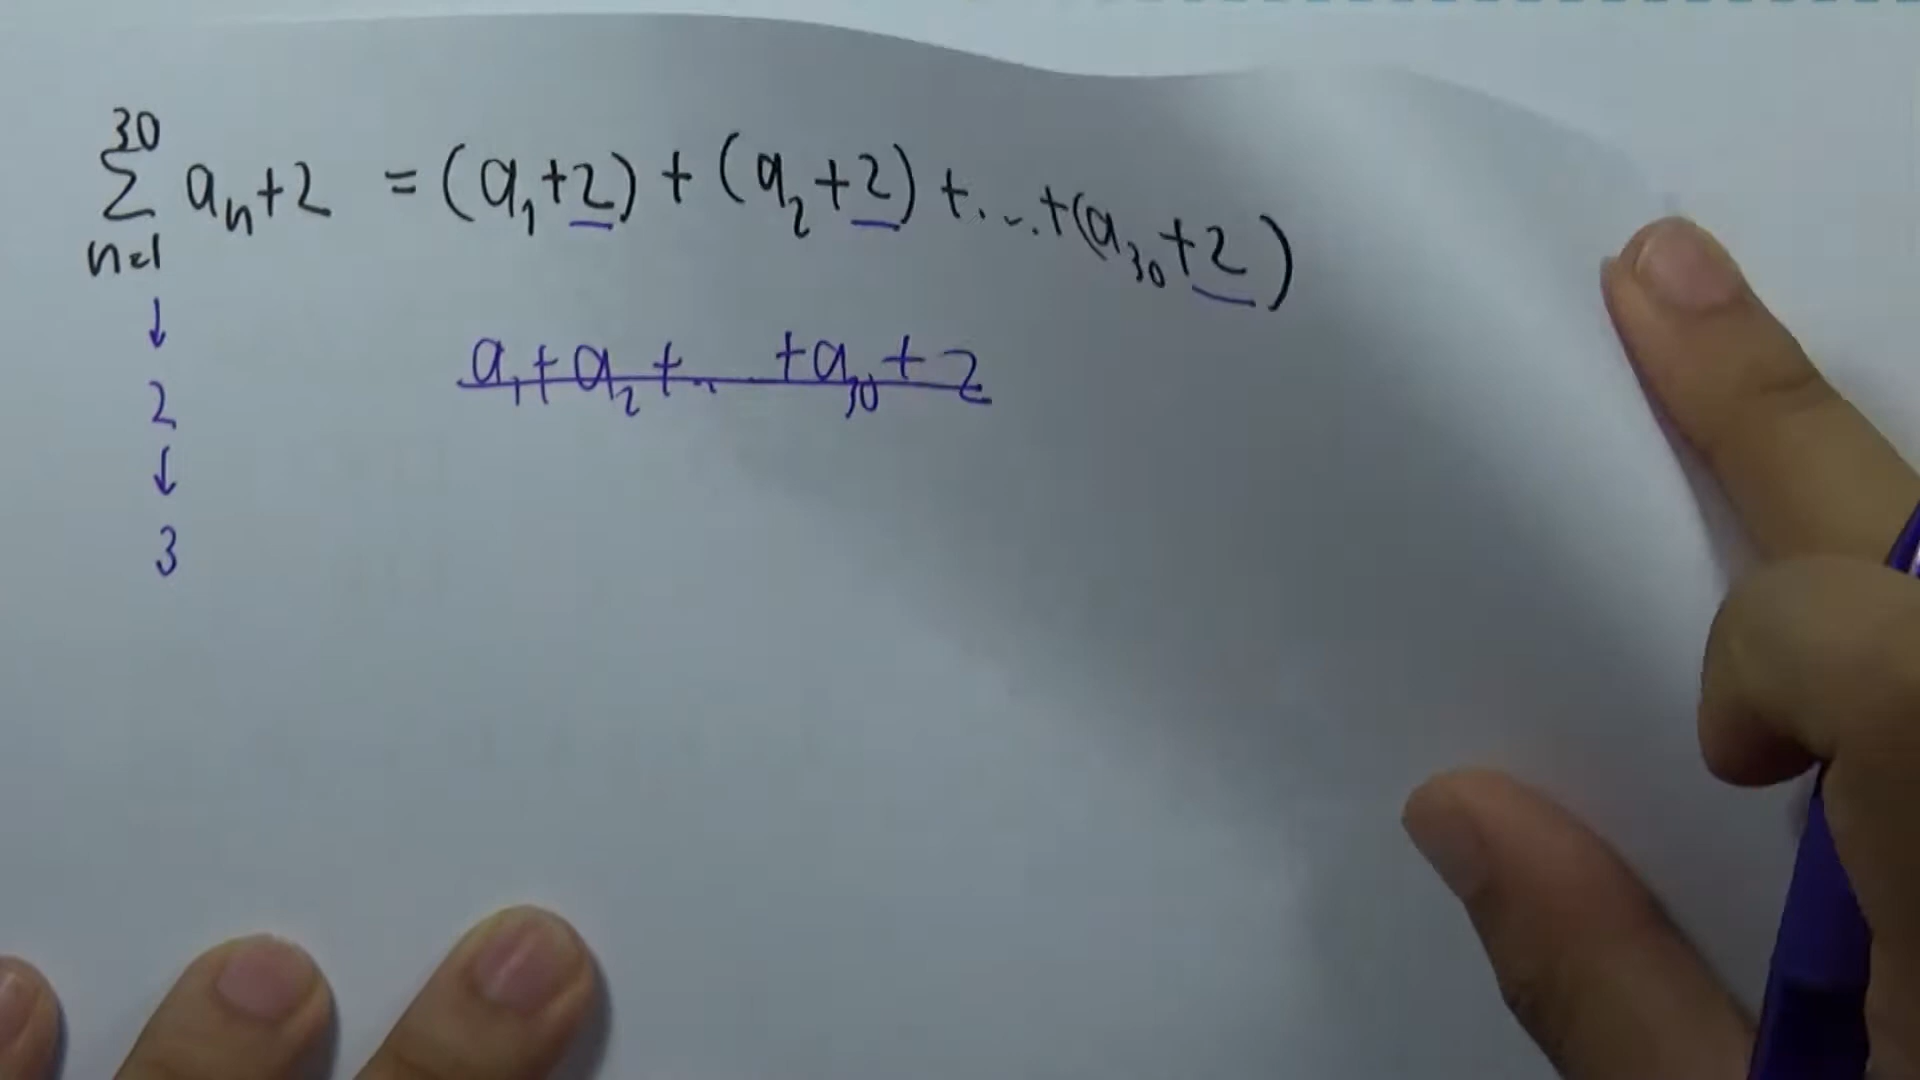 30
Σ aₙ+2 = (a₁+2) + (a₂+2) +...+(a₃₀+2)
n=1
↓
a₁+a₂+... +a₃₀+2
2
↓
3